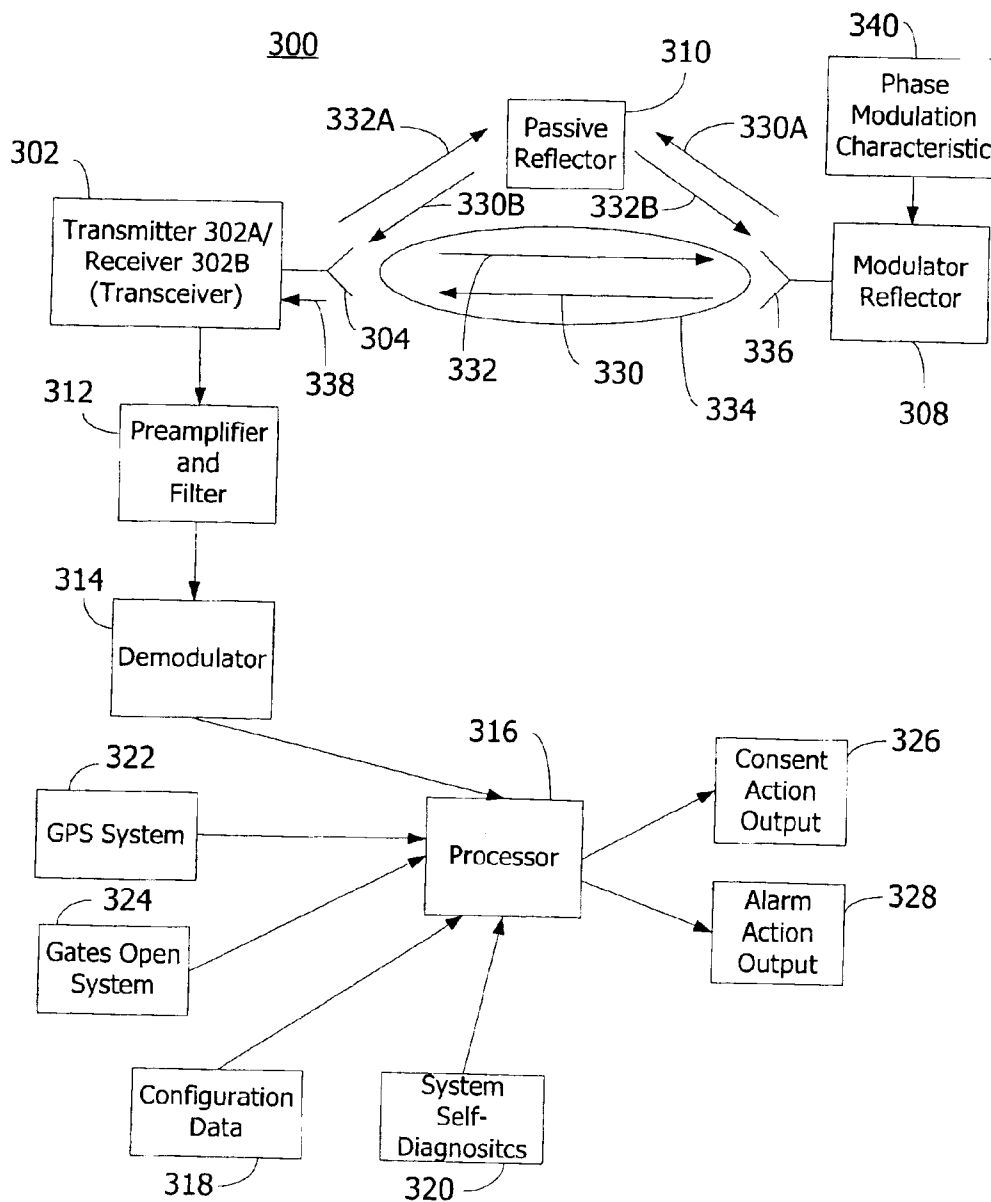 300
340
310
Phase
Modulation
Characteristic
332A
Passive
Reflector
330A
302
330B
332B
Transmitter 302A/
Receiver 302B
(Transceiver)
Modulator
Reflector
304
332
330
336
338
334
308
312
Preamplifier
and
Filter
314
Demodulator
316
326
322
Consent
Action
Output
GPS System
Processor
324
328
Alarm
Action
Output
Gates Open
System
Configuration
Data
System
Self-
Diagnositcs
318
320